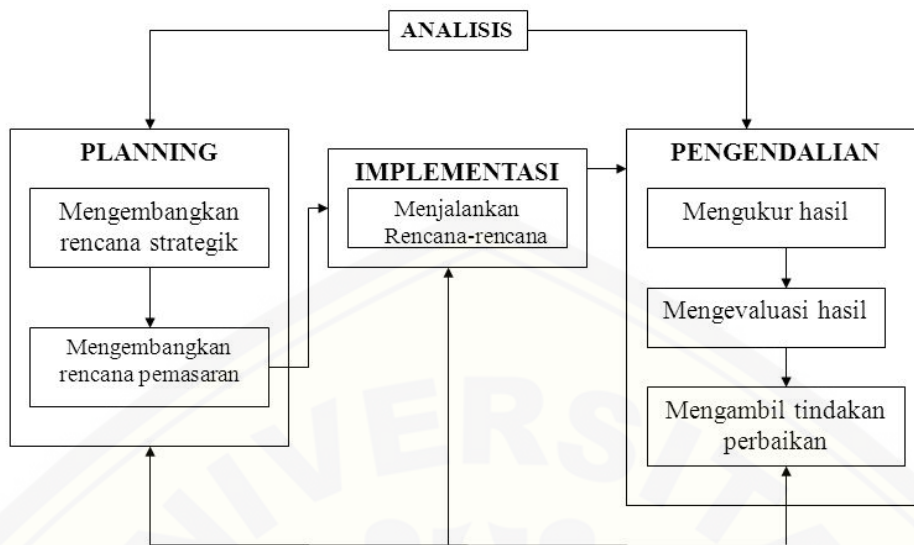 ANALISIS
PLANNING
Mengembangkan
rencana strategik
Mengembangkan
rencana pemasaran
IMPLEMENTASI
Menjalankan
Rencana-rencana
PENGENDALIAN
Mengukur hasil
Mengevaluasi hasil
Mengambil tindakan
perbaikan